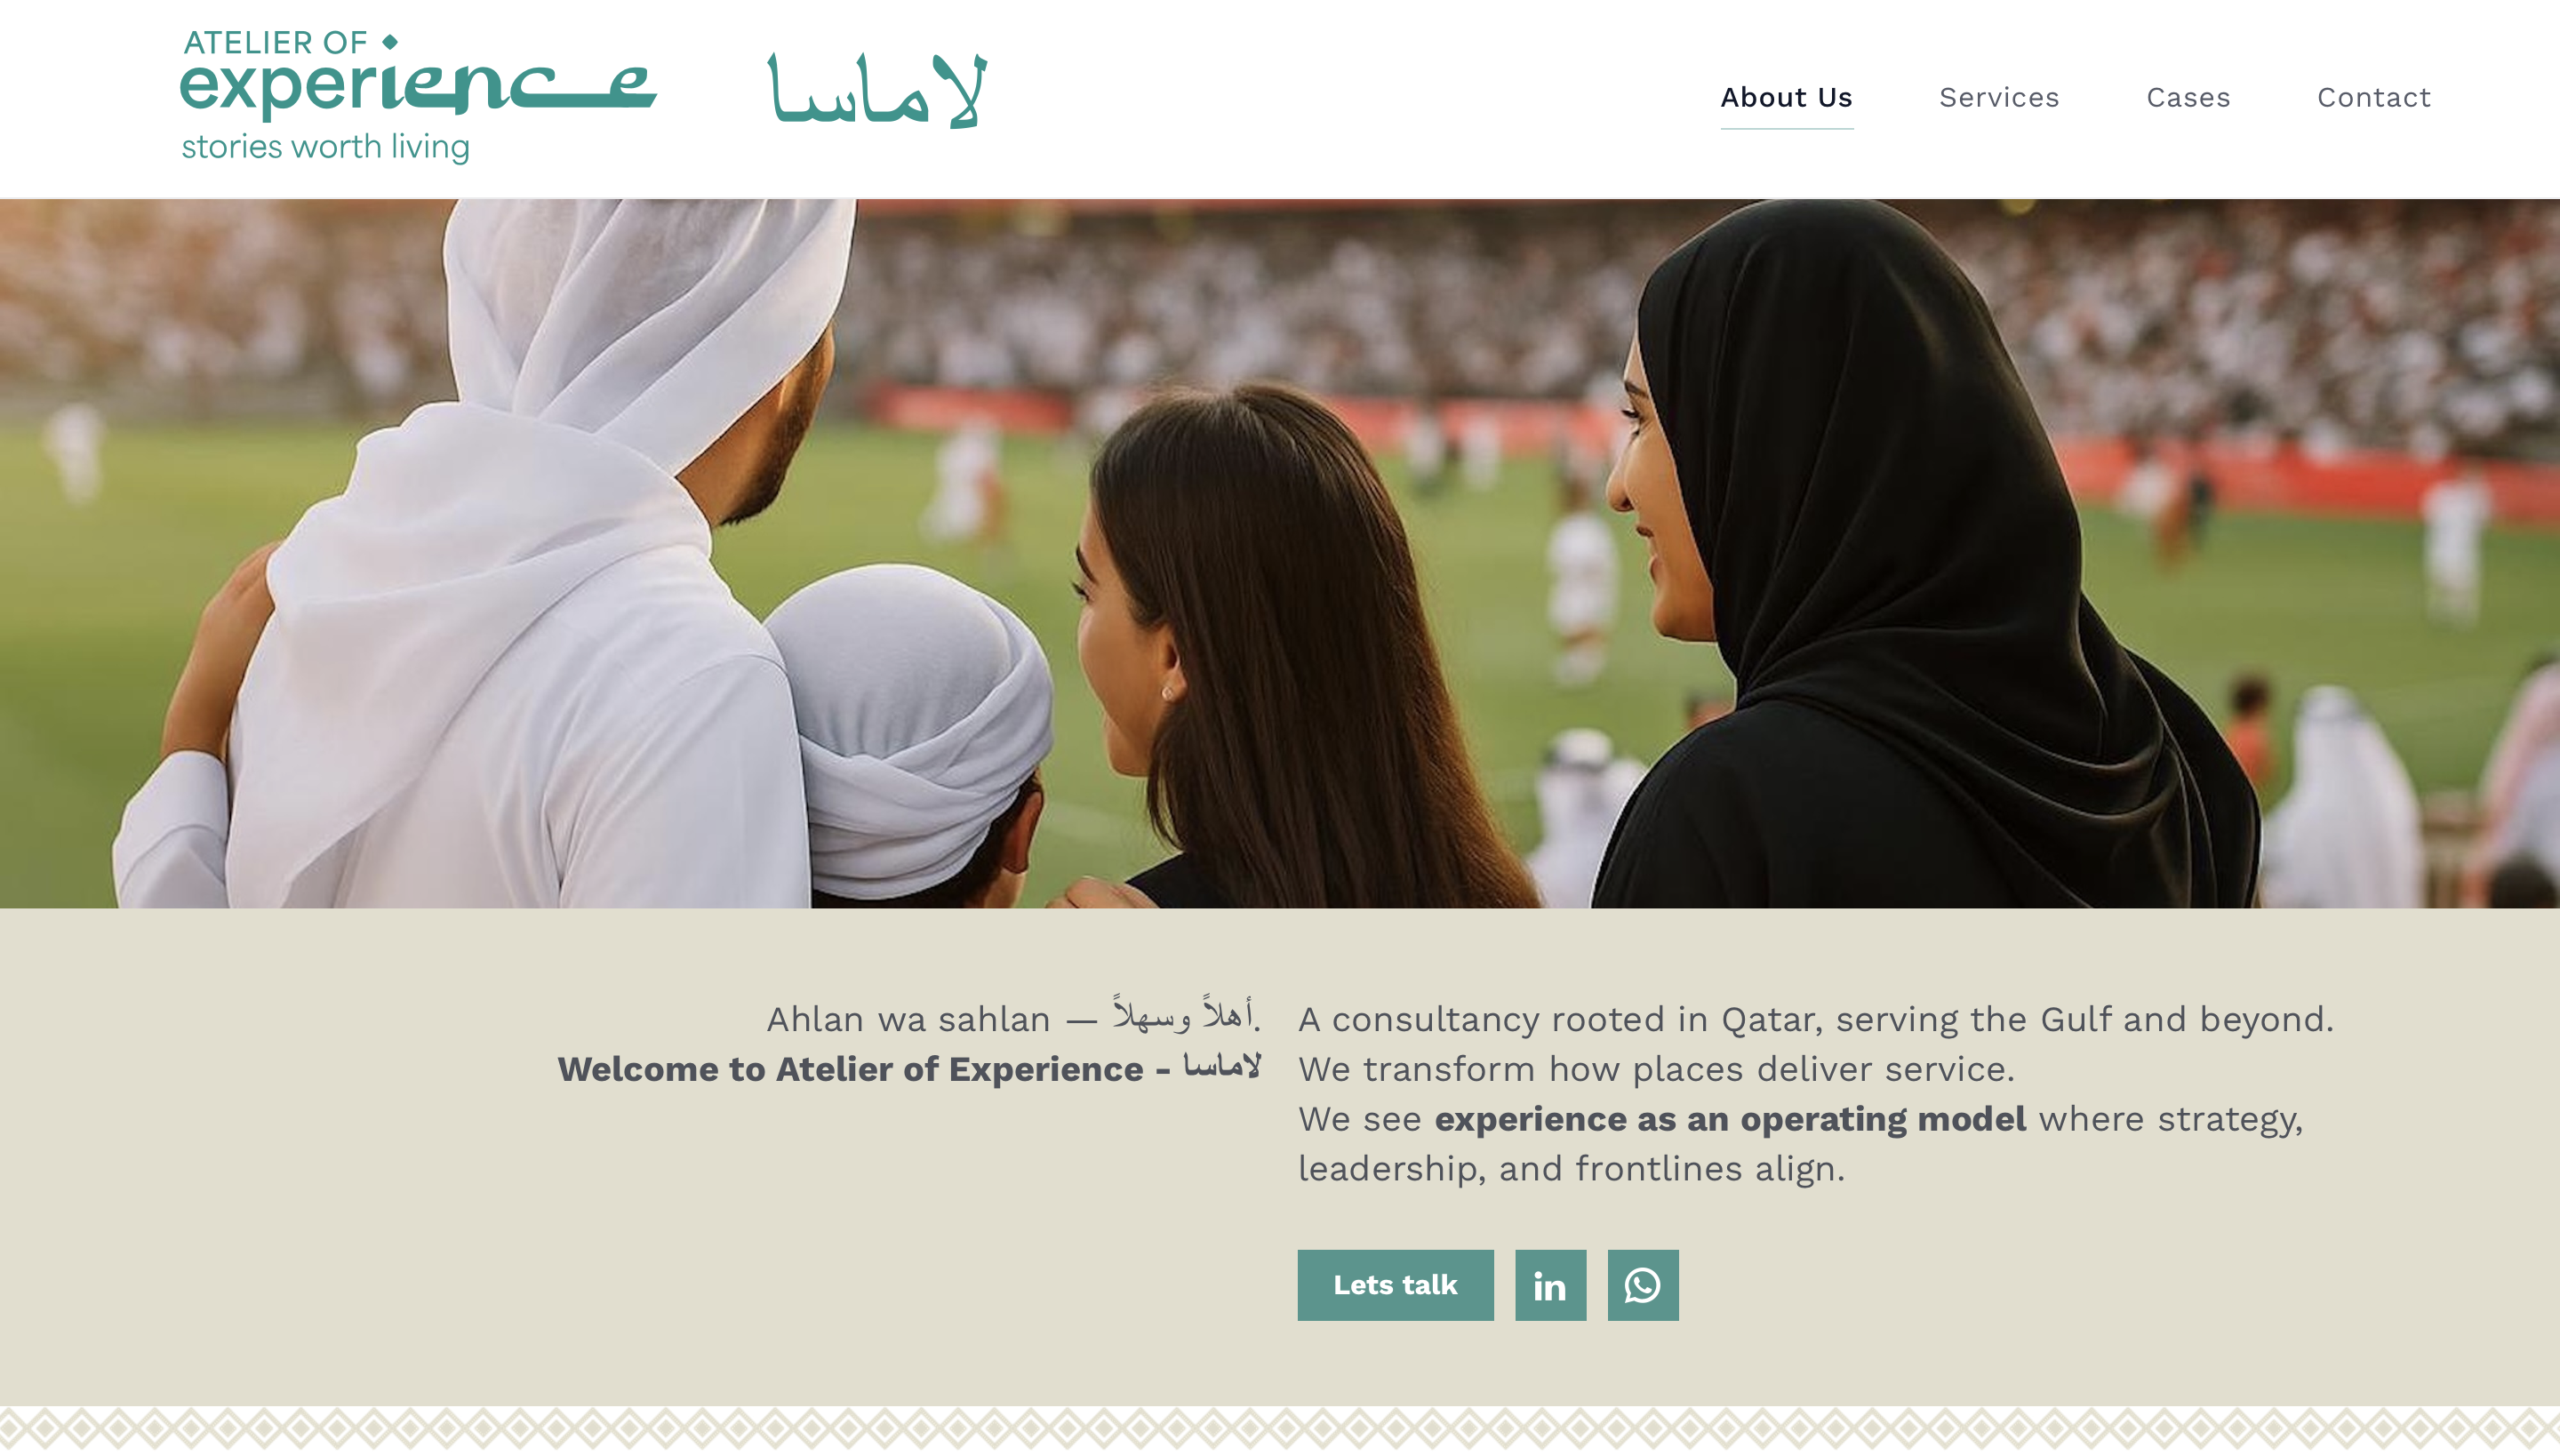 ATELIER OF
experience
stories worth living
لاماسا
About Us
Services
Cases
Contact
Ahlan wa sahlan — أهلاً وسهلاً.
Welcome to Atelier of Experience - لاماسا
A consultancy rooted in Qatar, serving the Gulf and beyond.
We transform how places deliver service.
We see experience as an operating model where strategy,
leadership, and frontlines align.
Lets talk
in